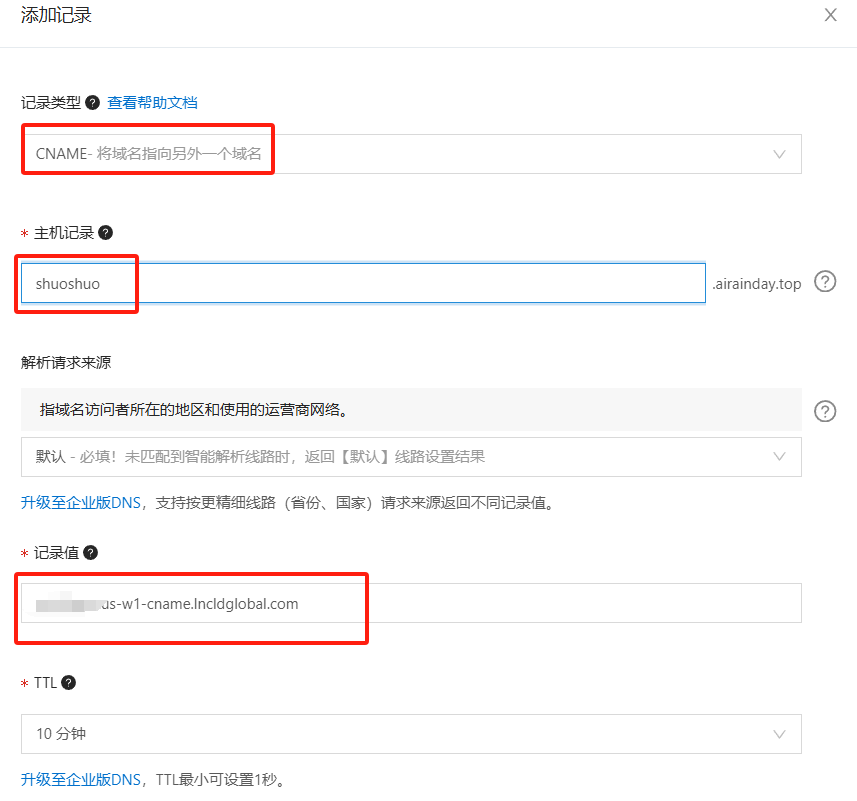 添加记录
记录类型 ? 查看帮助文档
CNAME- 将域名指向另外一个域名
* 主机记录 ?
shuoshuo .airainday.top ?
解析请求来源
指域名访问者所在的地区和使用的运营商网络。 ?
默认 - 必填！未匹配到智能解析线路时，返回【默认】线路设置结果
升级至企业版DNS，支持按更精细线路（省份、国家）请求来源返回不同记录值。
* 记录值 ?
us-w1-cname.lncldglobal.com
* TTL ?
10 分钟
升级至企业版DNS，TTL最小可设置1秒。